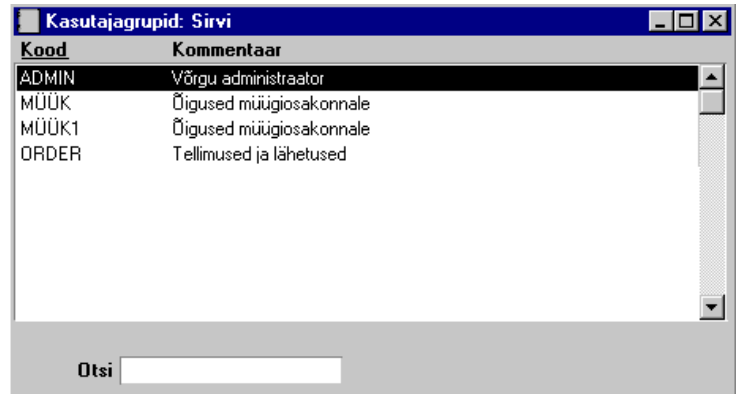 Kasutajagrupid: Sirvi
Kood Kommentaar
ADMIN Võrgu administraator
MÜÜK Õigused müügiosakonnale
MÜÜK1 Õigused müügiosakonnale
ORDER Tellimused ja lähetused
Otsi